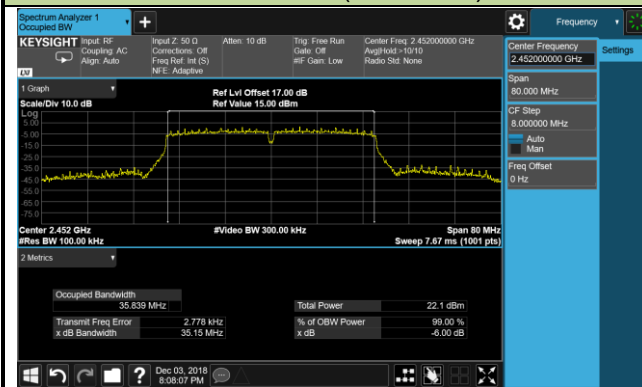 Spectrum Analyzer 1
Occupied BW
Frequency
KEYSIGHT
Input: RF
Coupling: AC
Align: Auto
Input Z: 50 Ω
Corrections: Off
Freq Ref: Int (S)
NFE: Adaptive
Atten: 10 dB
Trig: Free Run
Gate: Off
#IF Gain: Low
Center Freq: 2.452000000 GHz
Avg|Hold:>10/10
Radio Std: None
LXI
Center Frequency
2.452000000 GHz
Settings
Span
80.000 MHz
CF Step
8.000000 MHz
Auto
Man
Freq Offset
0 Hz
1 Graph
Scale/Div 10.0 dB
Ref Lvl Offset 17.00 dB
Ref Value 15.00 dBm
Log
5.00
-5.00
-15.0
-25.0
-35.0
-45.0
-55.0
-65.0
-75.0
Center 2.452 GHz
#Res BW 100.00 kHz
#Video BW 300.00 kHz
Span 80 MHz
Sweep 7.67 ms (1001 pts)
2 Metrics
Occupied Bandwidth
35.839 MHz
Total Power 22.1 dBm
Transmit Freq Error 2.778 kHz
% of OBW Power 99.00 %
x dB Bandwidth 35.15 MHz
x dB -6.00 dB
Dec 03, 2018
8:08:07 PM